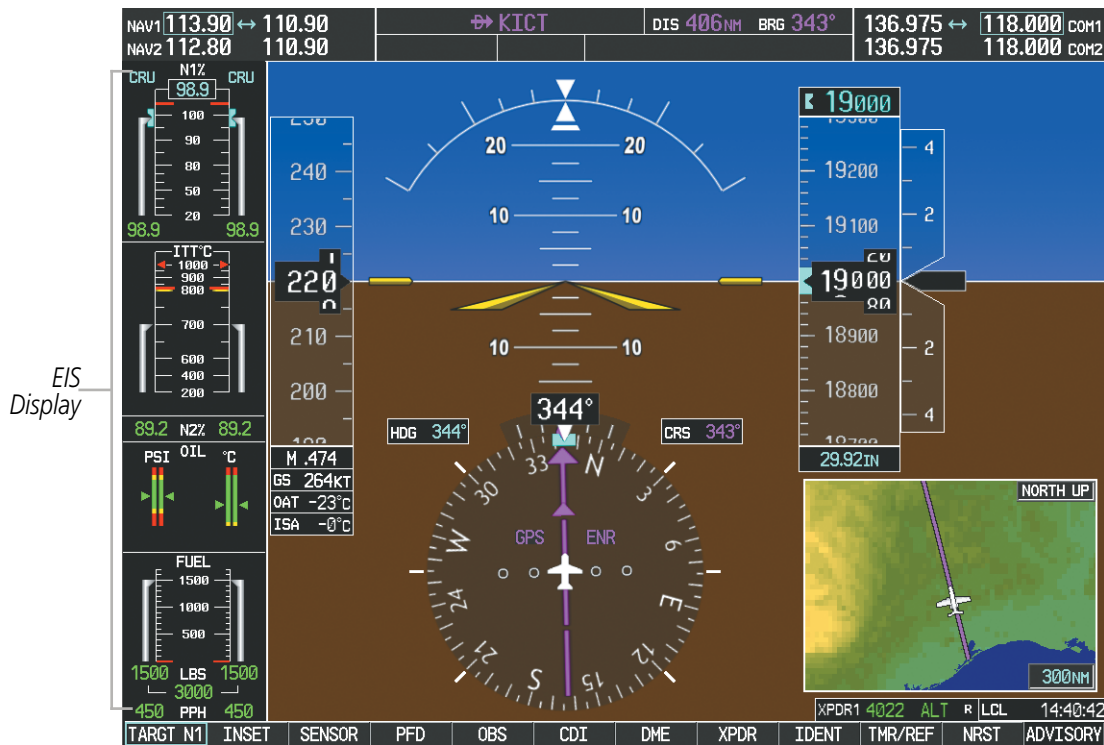 NAV1 113.90 ↔ 110.90
NAV2 112.80 110.90
D KICT
DIS 406NM BRG 343°
136.975 ↔ 118.000 COM1
136.975 118.000 COM2
EIS
Display
N1%
CRU 98.9 CRU
100
90
80
50
20
98.9 98.9
ITT°C
1000
900
800
700
600
400
200
89.2 N2% 89.2
OIL
PSI °C
FUEL
1500
1000
500
1500 LBS 1500
3000
450 PPH 450
240
230
220
210
200
M .474
GS 264KT
OAT -23°C
ISA -0°C
20 20
10 10
10 10
19000
19200
19100
19000
18900
18800
29.92IN
4
2
2
4
344°
HDG 344°
CRS 343°
33 N 3 6 E 12 15 S 21 24 W 30
GPS ENR
NORTH UP
300NM
XPDR1 4022 ALT R LCL 14:40:42
TARGT N1 INSET SENSOR PFD OBS CDI DME XPDR IDENT TMR/REF NRST ADVISORY